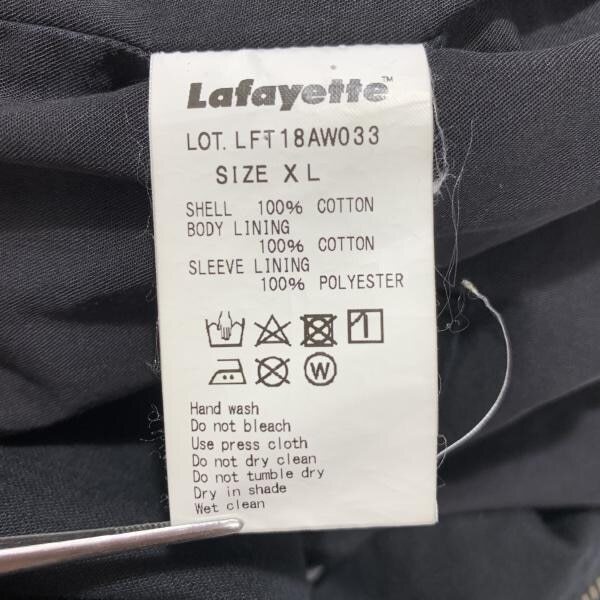 Lafayette™
LOT. LFT18AW033
SIZE XL
SHELL 100% COTTON
BODY LINING
100% COTTON
SLEEVE LINING
100% POLYESTER
W
Hand wash
Do not bleach
Use press cloth
Do not dry clean
Do not tumble dry
Dry in shade
Wet clean